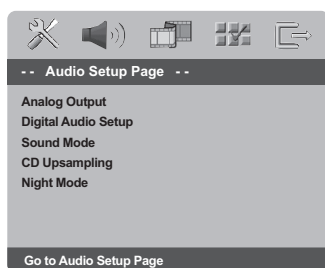 -- Audio Setup Page --
Analog Output
Digital Audio Setup
Sound Mode
CD Upsampling
Night Mode
Go to Audio Setup Page